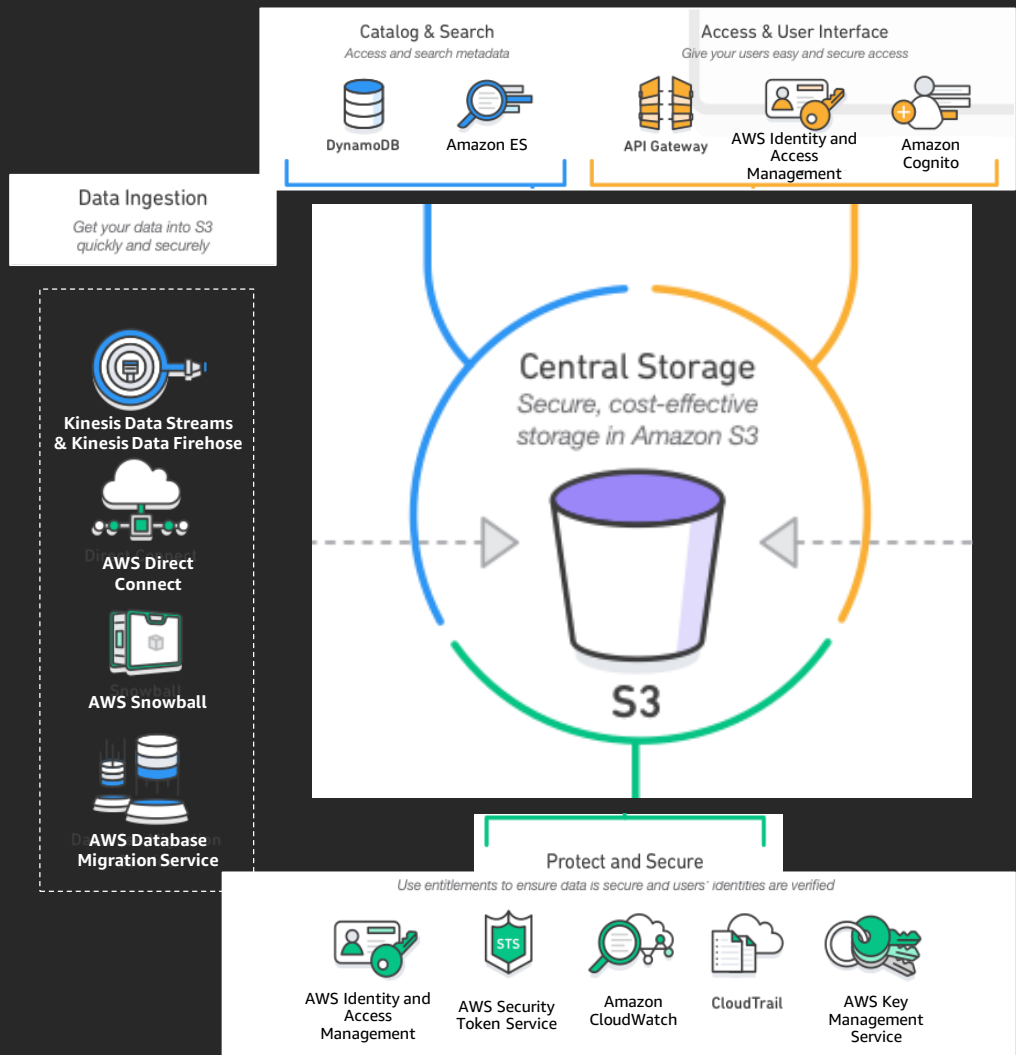 Catalog & Search
Access and search metadata
DynamoDB
Amazon ES
Access & User Interface
Give your users easy and secure access
API Gateway
AWS Identity and
Access
Management
Amazon
Cognito
Data Ingestion
Get your data into S3
quickly and securely
Kinesis Data Streams
& Kinesis Data Firehose
Direct Connect
AWS Direct
Connect
Snowball
AWS Snowball
AWS Database
Migration Service
Central Storage
Secure, cost-effective
storage in Amazon S3
S3
Protect and Secure
Use entitlements to ensure data is secure and users' identities are verified
STS
AWS Identity and
Access
Management
AWS Security
Token Service
Amazon
CloudWatch
CloudTrail
AWS Key
Management
Service